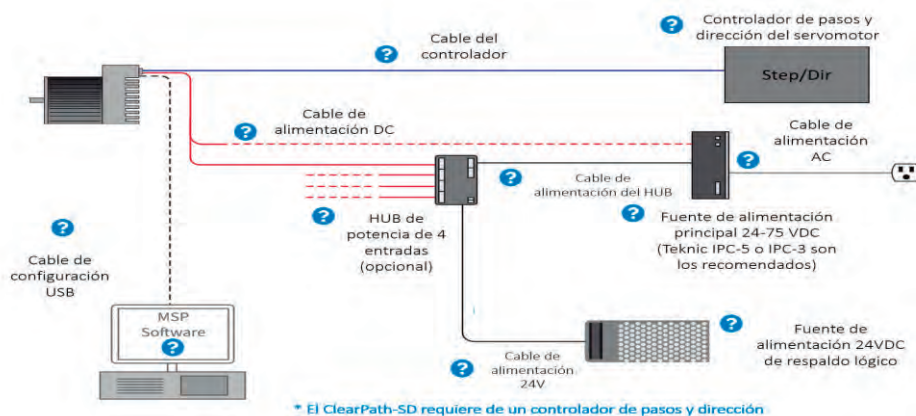 Cable del
controlador
Controlador de pasos y
dirección del servomotor
Step/Dir
Cable de
alimentación DC
Cable de
alimentación
AC
Cable de
alimentación del HUB
HUB de
potencia de 4
entradas
(opcional)
Fuente de alimentación
principal 24-75 VDC
(Teknic IPC-5 o IPC-3 son
los recomendados)
Cable de
configuración
USB
MSP
Software
Cable de
alimentación
24V
Fuente de
alimentación 24VDC
de respaldo lógico
* El ClearPath-SD requiere de un controlador de pasos y dirección